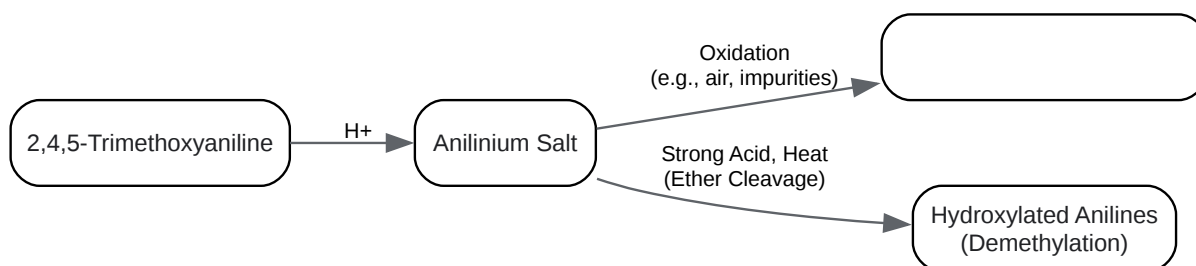 2,4,5-Trimethoxyaniline
H+
Anilinium Salt
Oxidation
(e.g., air, impurities)
Strong Acid, Heat
(Ether Cleavage)
Hydroxylated Anilines
(Demethylation)